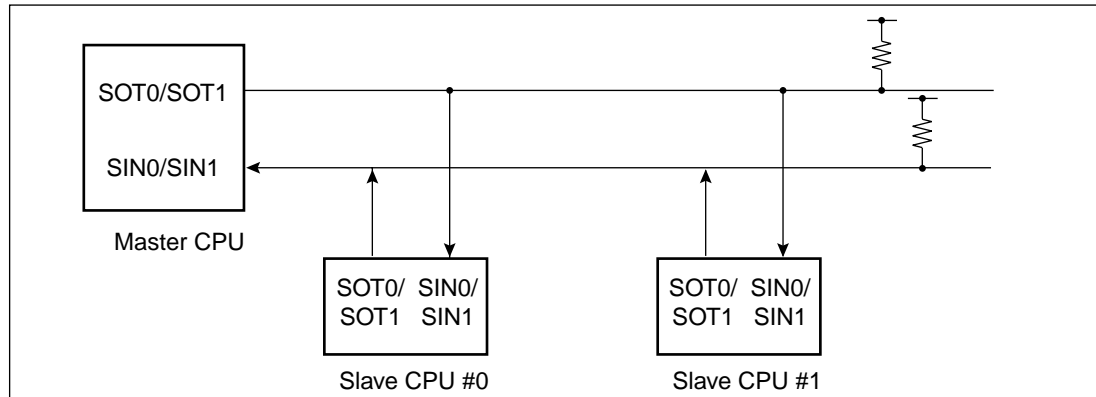 SOT0/SOT1
SIN0/SIN1
Master CPU
SOT0/ SIN0/
SOT1 SIN1
Slave CPU #0
SOT0/ SIN0/
SOT1 SIN1
Slave CPU #1